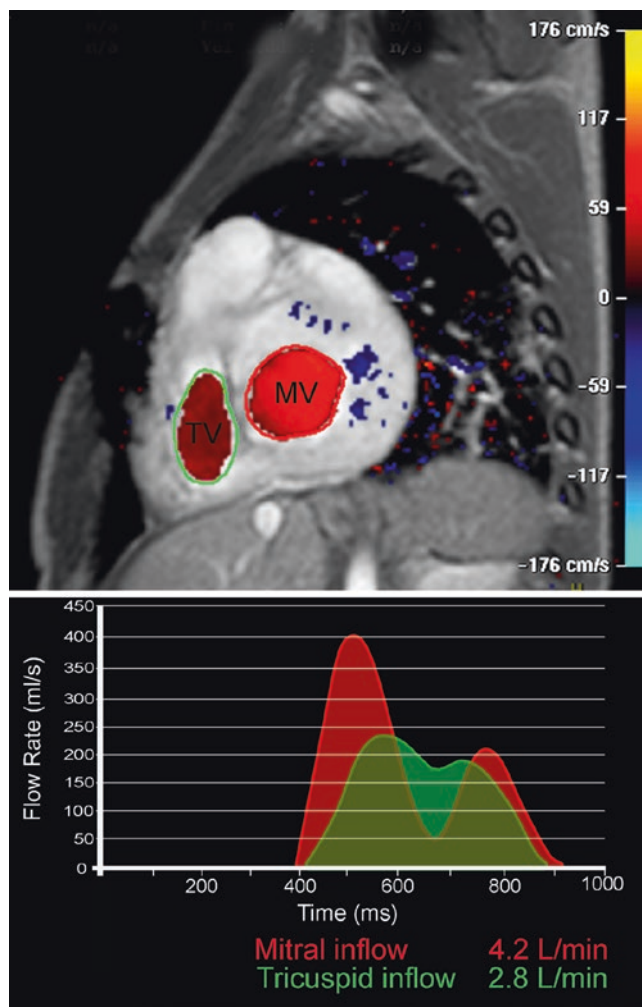 n/a n/a
n/a Vel n/a
176 cm/s
117
59
0
-59
-117
-176 cm/s
TV
MV
450
400
350
300
250
200
150
100
50
0
Flow Rate (ml/s)
200 400 600 800 1000
Time (ms)
Mitral inflow 4.2 L/min
Tricuspid inflow 2.8 L/min